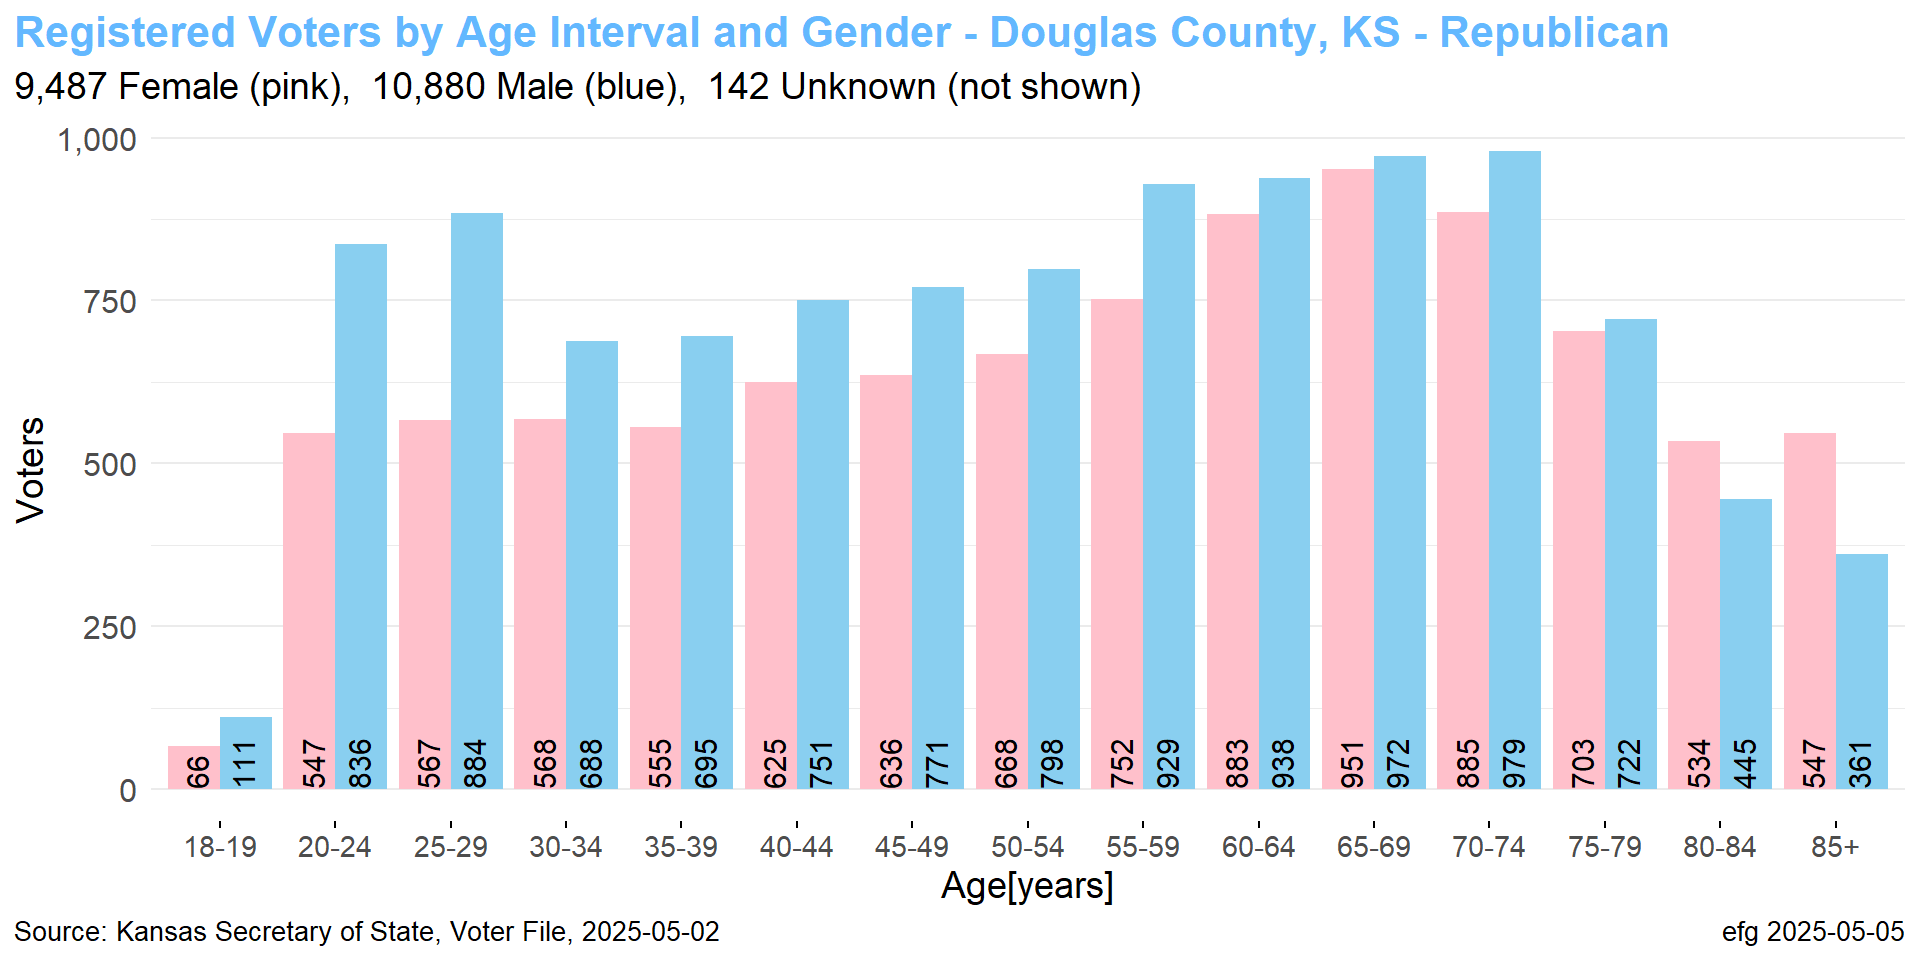 Registered Voters by Age Interval and Gender - Douglas County, KS - Republican
9,487 Female (pink),  10,880 Male (blue),  142 Unknown (not shown)
1,000
750
500
250
0
Voters
66 111 547 836 567 884 568 688 555 695 625 751 636 771 668 798 752 929 883 938 951 972 885 979 703 722 534 445 547 361
18-19 20-24 25-29 30-34 35-39 40-44 45-49 50-54 55-59 60-64 65-69 70-74 75-79 80-84 85+
Age[years]
Source: Kansas Secretary of State, Voter File, 2025-05-02
efg 2025-05-05